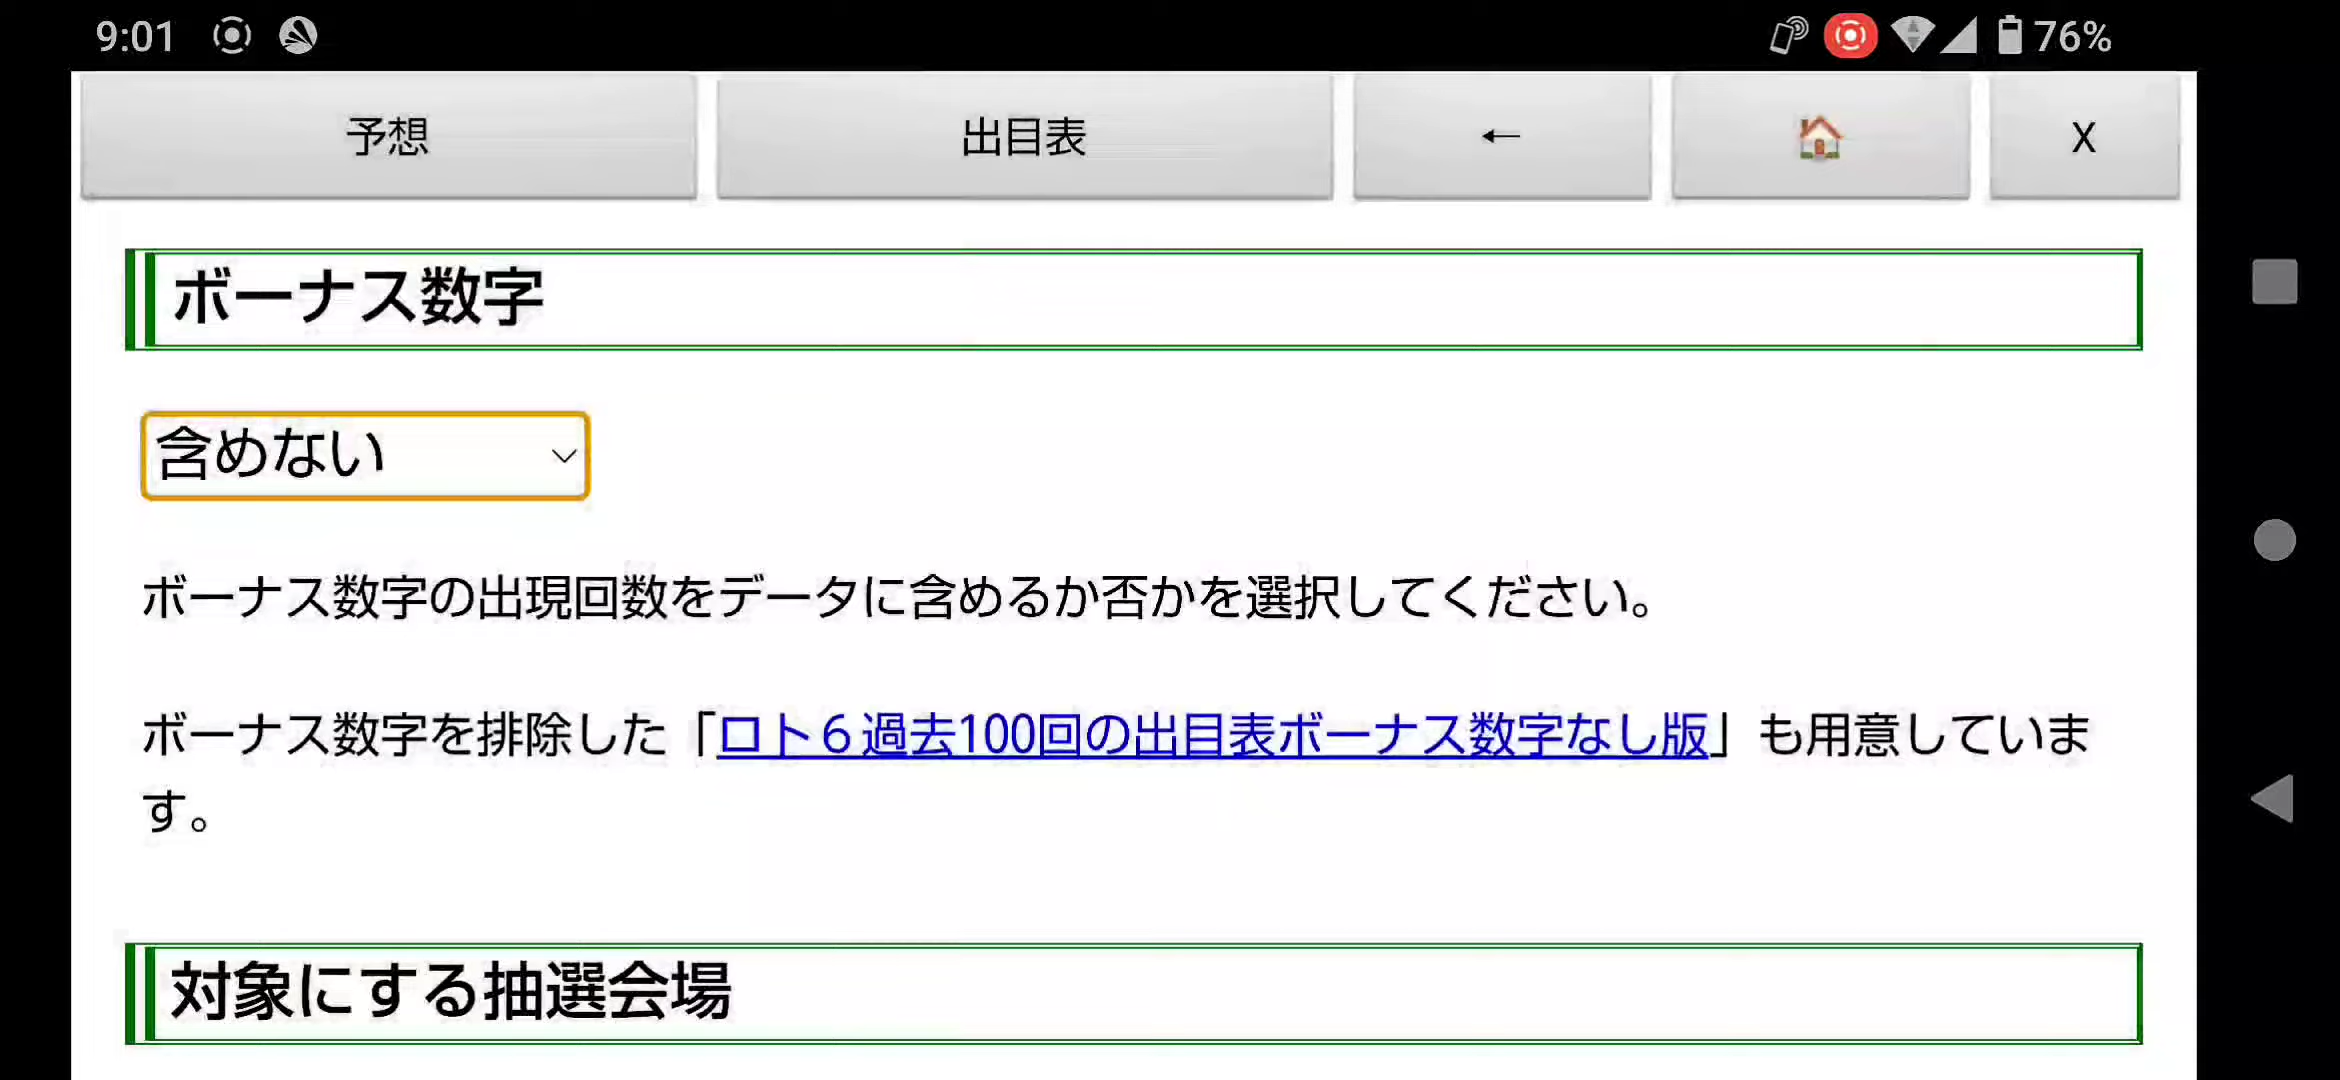 9:01 76%
予想 出目表 ← X
ボーナス数字
含めない
ボーナス数字の出現回数をデータに含めるか否かを選択してください。
ボーナス数字を排除した「ロト６過去100回の出目表ボーナス数字なし版」も用意していま
す。
対象にする抽選会場